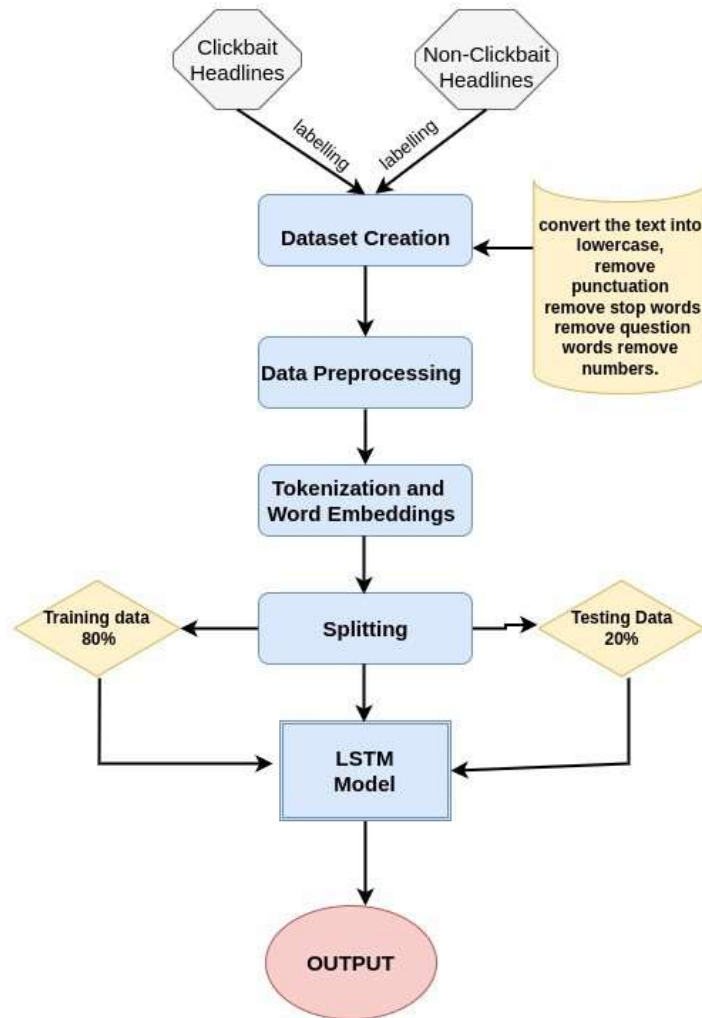 Clickbait
Headlines
Non-Clickbait
Headlines
labelling
labelling
Dataset Creation
convert the text into
lowercase,
remove
punctuation
remove stop words
remove question
words remove
numbers.
Data Preprocessing
Tokenization and
Word Embeddings
Training data
80%
Splitting
Testing Data
20%
LSTM
Model
OUTPUT